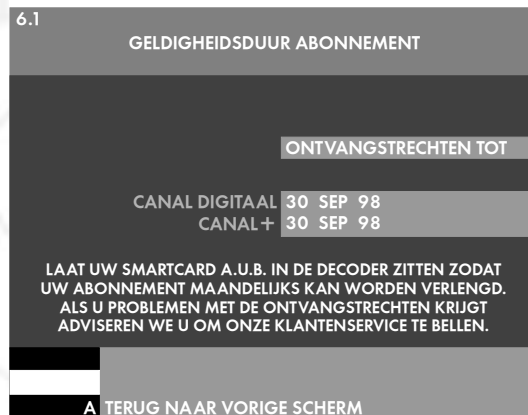 6.1
GELDIGHEIDSDUUR ABONNEMENT
ONTVANGSTRECHTEN TOT
CANAL DIGITAAL 30 SEP 98
CANAL+ 30 SEP 98
LAAT UW SMARTCARD A.U.B. IN DE DECODER ZITTEN ZODAT
UW ABONNEMENT MAANDELIJKS KAN WORDEN VERLENGD.
ALS U PROBLEMEN MET DE ONTVANGSTRECHTEN KRIJGT
ADVISEREN WE U OM ONZE KLANTENSERVICE TE BELLEN.
A TERUG NAAR VORIGE SCHERM